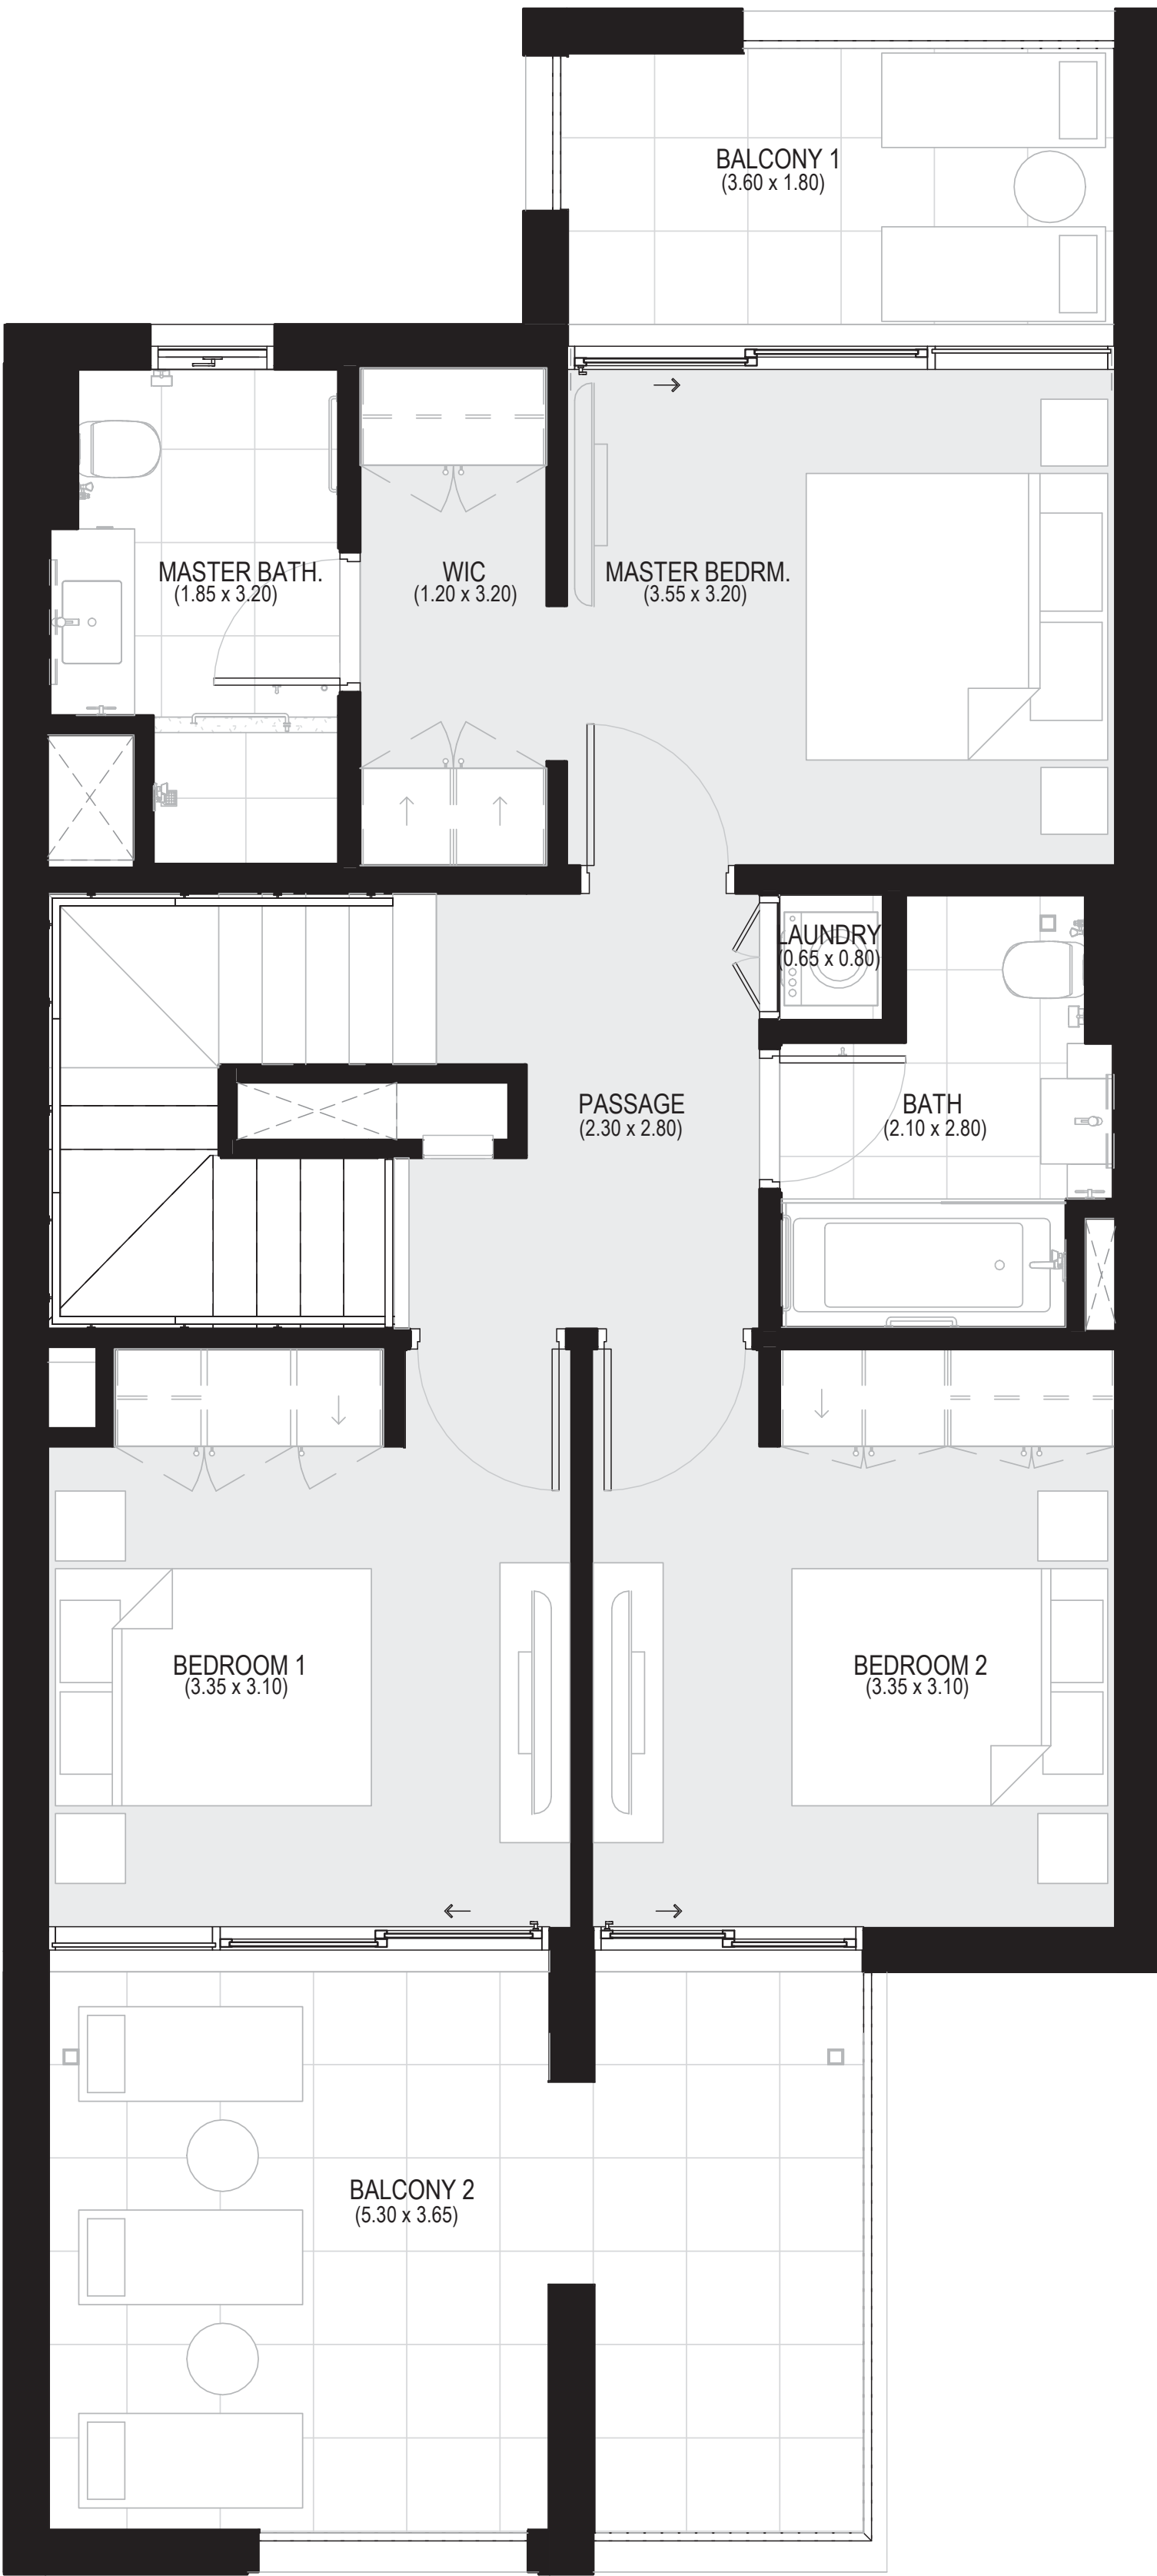 BALCONY 1
(3.60 x 1.80)
MASTER BATH.
(1.85 x 3.20)
WIC
(1.20 x 3.20)
MASTER BEDRM.
(3.55 x 3.20)
LAUNDRY
(0.65 x 0.80)
PASSAGE
(2.30 x 2.80)
BATH
(2.10 x 2.80)
BEDROOM 1
(3.35 x 3.10)
BEDROOM 2
(3.35 x 3.10)
BALCONY 2
(5.30 x 3.65)